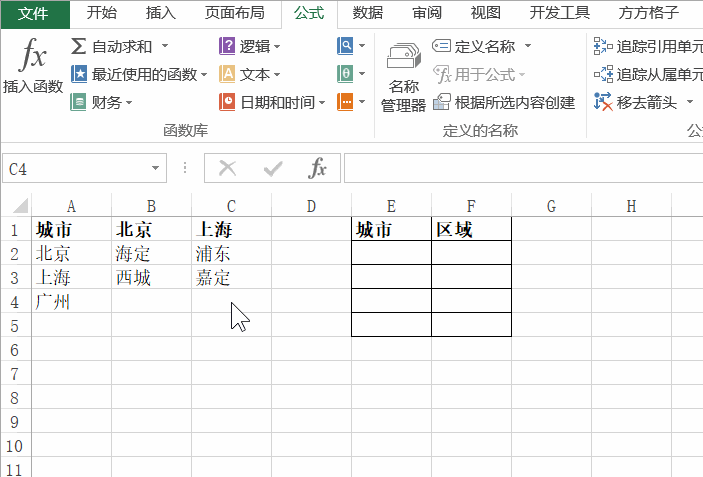 文件 开始 插入 页面布局 公式 数据 审阅 视图 开发工具 方方格子
fx 插入函数
Σ 自动求和
最近使用的函数
财务
逻辑
文本
日期和时间
函数库
名称
管理器
定义名称
用于公式
根据所选内容创建
定义的名称
追踪引用单元
追踪从属单元
移去箭头
C4 fx
A B C D E F G H
1 城市 北京 上海 城市 区域
2 北京 海定 浦东
3 上海 西城 嘉定
4 广州
5
6
7
8
9
10
11